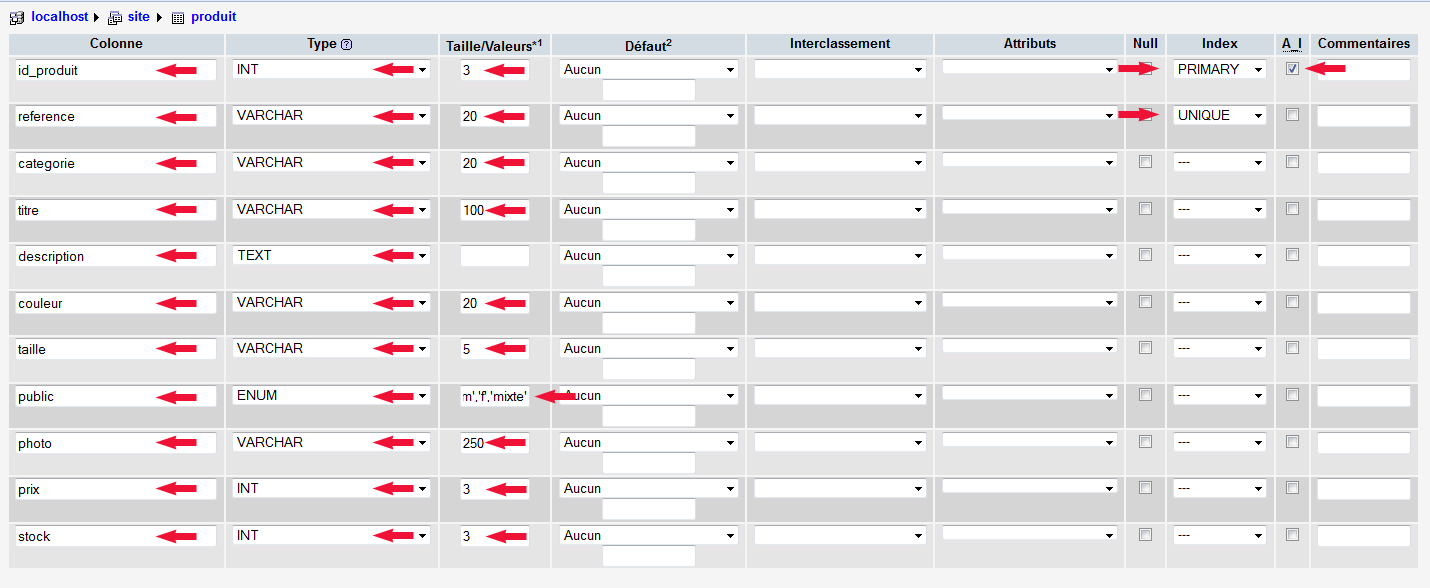 localhost site produit
Colonne Type Taille/Valeurs*1 Défaut2 Interclassement Attributs Null Index A_I Commentaires
id_produit INT 3 Aucun PRIMARY
reference VARCHAR 20 Aucun UNIQUE
categorie VARCHAR 20 Aucun ---
titre VARCHAR 100 Aucun ---
description TEXT Aucun ---
couleur VARCHAR 20 Aucun ---
taille VARCHAR 5 Aucun ---
public ENUM m','f','mixte' Aucun ---
photo VARCHAR 250 Aucun ---
prix INT 3 Aucun ---
stock INT 3 Aucun ---